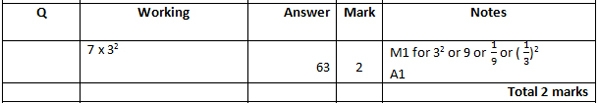 Q Working Answer Mark Notes
7 x 3² 63 2 M1 for 3² or 9 or 1/9 or (1/3)²
A1
Total 2 marks